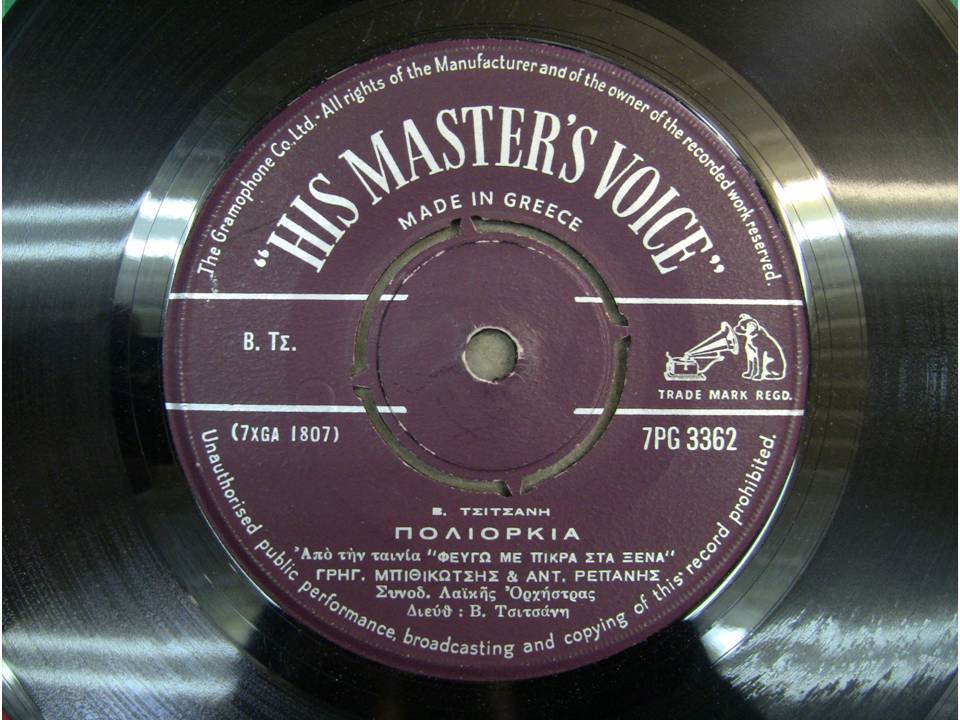 The Gramophone Co. Ltd. · All rights of the Manufacturer and of the owner of the recorded work reserved.
"HIS MASTER'S VOICE"
MADE IN GREECE
Β. ΤΣ.
TRADE MARK REGD.
(7XGA 1807)
7PG 3362
Β. ΤΣΙΤΣΑΝΗ
ΠΟΛΙΟΡΚΙΑ
Ἀπὸ τὴν ταινία "ΦΕΥΓΩ ΜΕ ΠΙΚΡΑ ΣΤΑ ΞΕΝΑ"
ΓΡΗΓ. ΜΠΙΘΙΚΩΤΣΗΣ & ΑΝΤ. ΡΕΠΑΝΗΣ
Συνοδ. Λαϊκῆς Ὀρχήστρας
Διεύθ : Β. Τσιτσάνη
Unauthorised public performance, broadcasting and copying of this record prohibited.